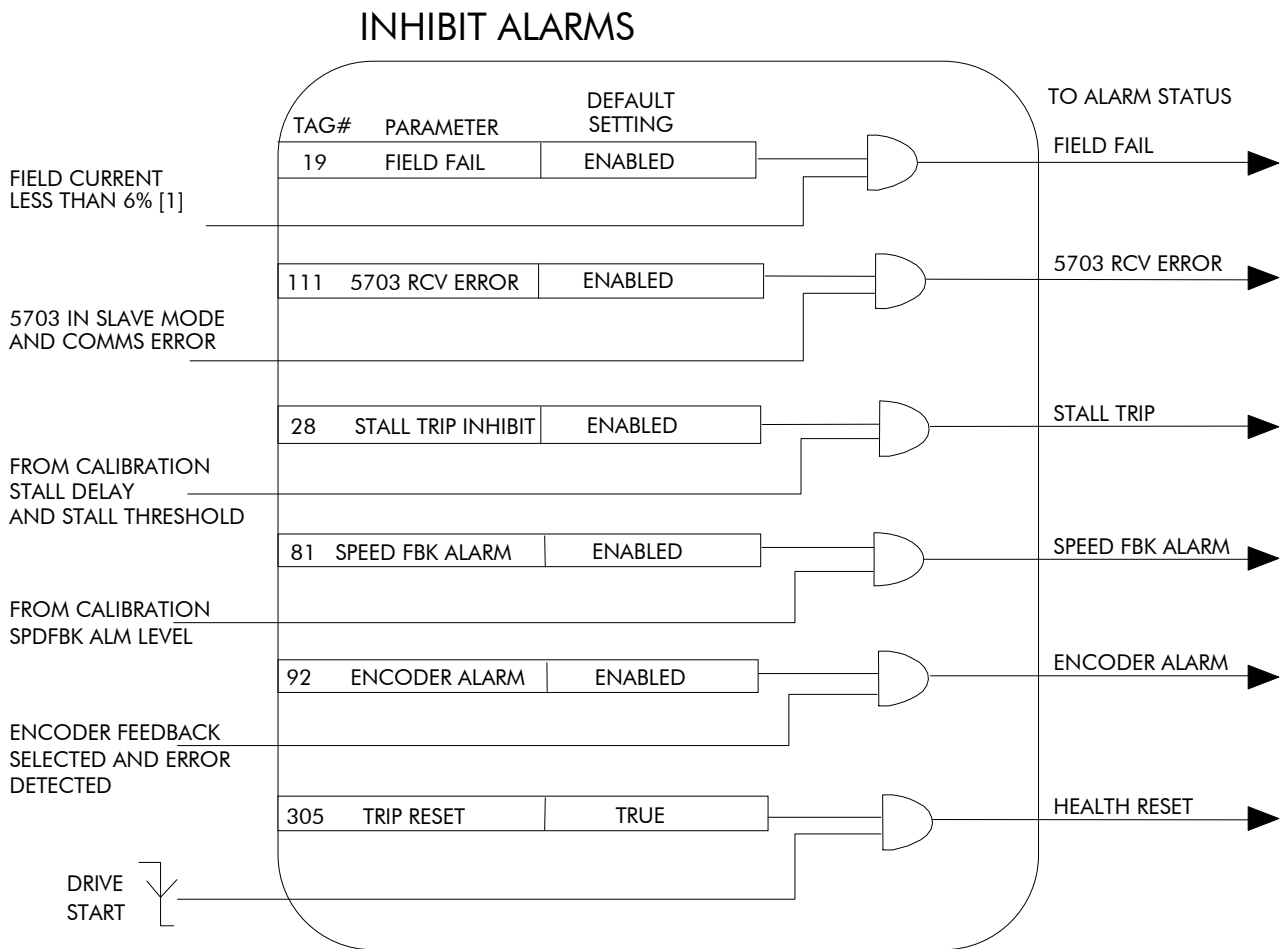 INHIBIT ALARMS
TAG# PARAMETER DEFAULT SETTING
TO ALARM STATUS
19 FIELD FAIL ENABLED
FIELD FAIL
FIELD CURRENT
LESS THAN 6% [1]
111 5703 RCV ERROR ENABLED
5703 RCV ERROR
5703 IN SLAVE MODE
AND COMMS ERROR
28 STALL TRIP INHIBIT ENABLED
STALL TRIP
FROM CALIBRATION
STALL DELAY
AND STALL THRESHOLD
81 SPEED FBK ALARM ENABLED
SPEED FBK ALARM
FROM CALIBRATION
SPDFBK ALM LEVEL
92 ENCODER ALARM ENABLED
ENCODER ALARM
ENCODER FEEDBACK
SELECTED AND ERROR
DETECTED
305 TRIP RESET TRUE
HEALTH RESET
DRIVE
START